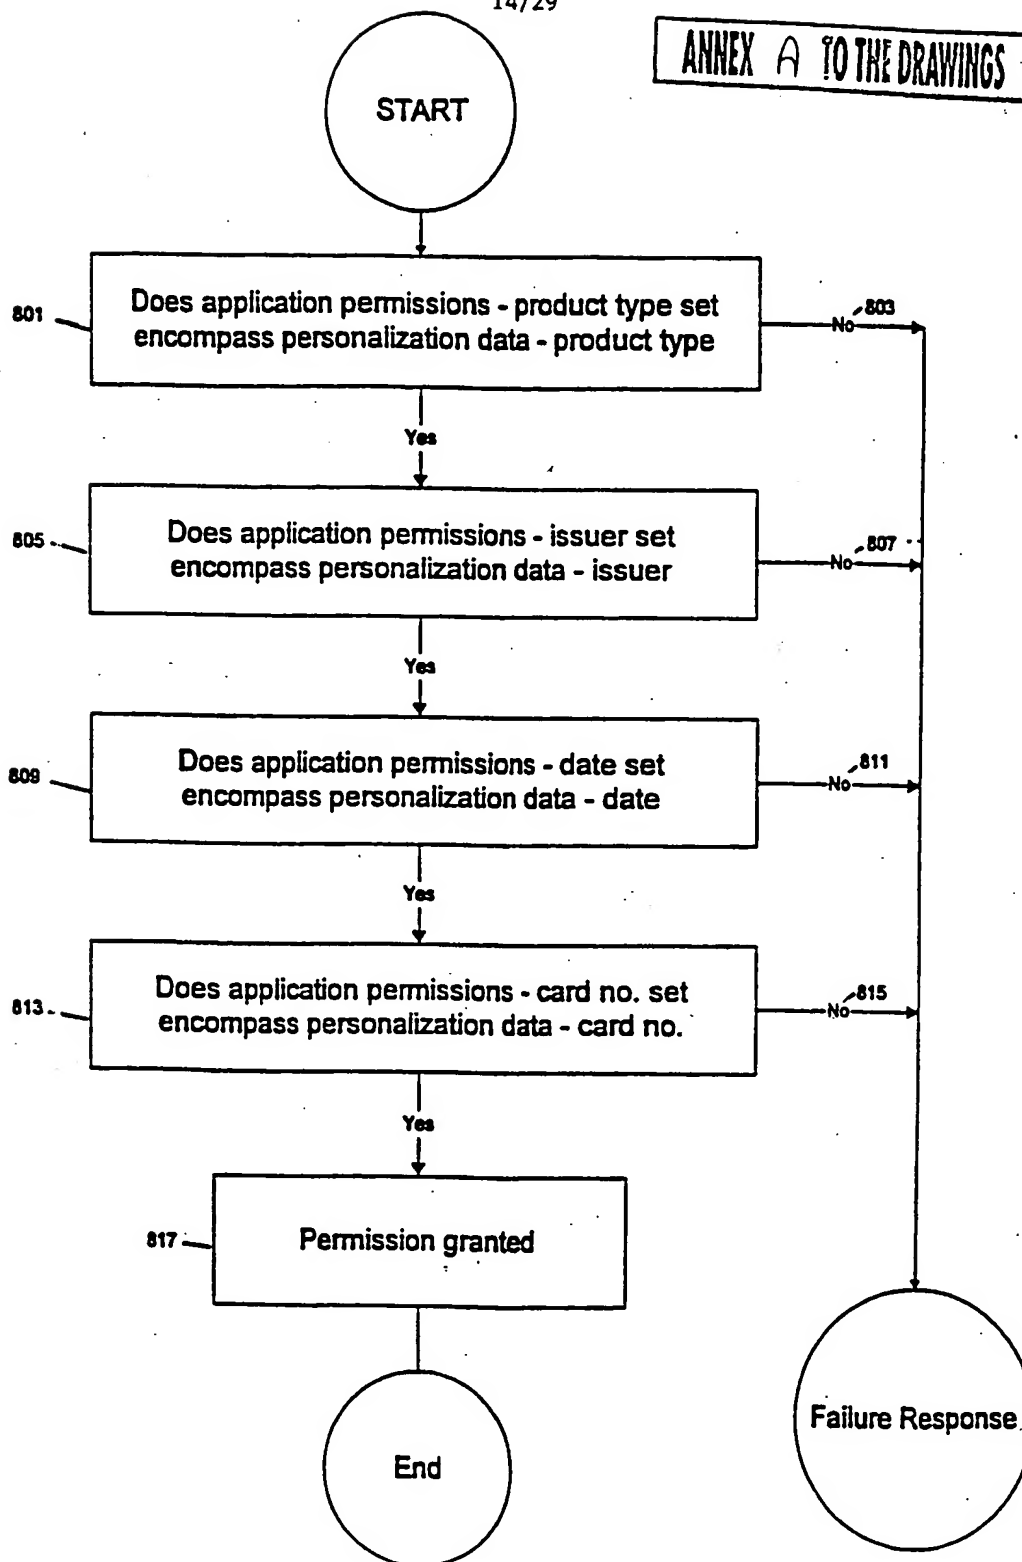 14/29
ANNEX A TO THE DRAWINGS
START
801
Does application permissions - product type set
encompass personalization data - product type
No
803
Yes
805
Does application permissions - issuer set
encompass personalization data - issuer
No
807
Yes
809
Does application permissions - date set
encompass personalization data - date
No
811
Yes
813
Does application permissions - card no. set
encompass personalization data - card no.
No
815
Yes
817
Permission granted
Failure Response
End